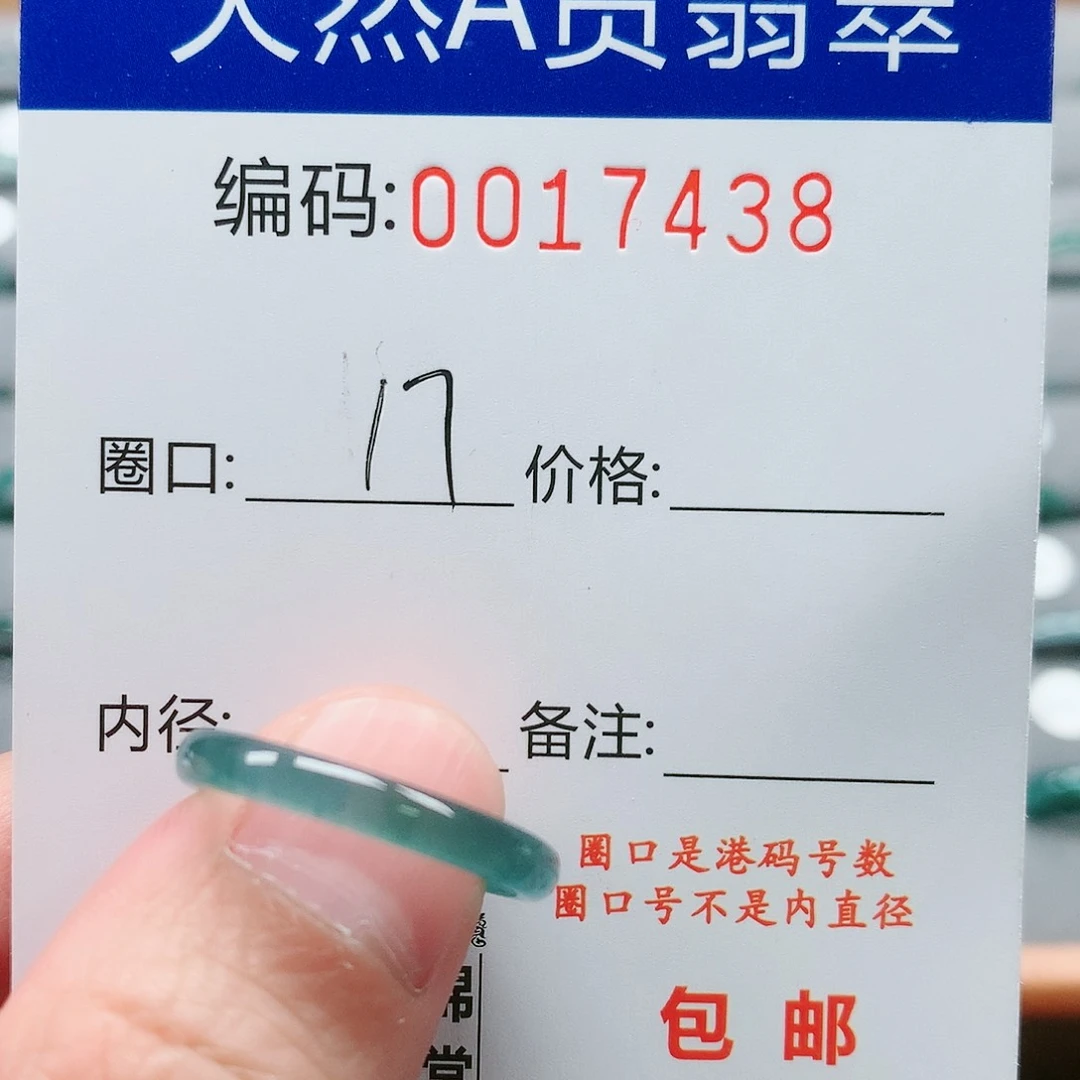 天然A货翡翠
编码:0017438
圈口: 17 价格:
内径: 备注:
圈口是港码号数
圈口号不是内直径
包邮